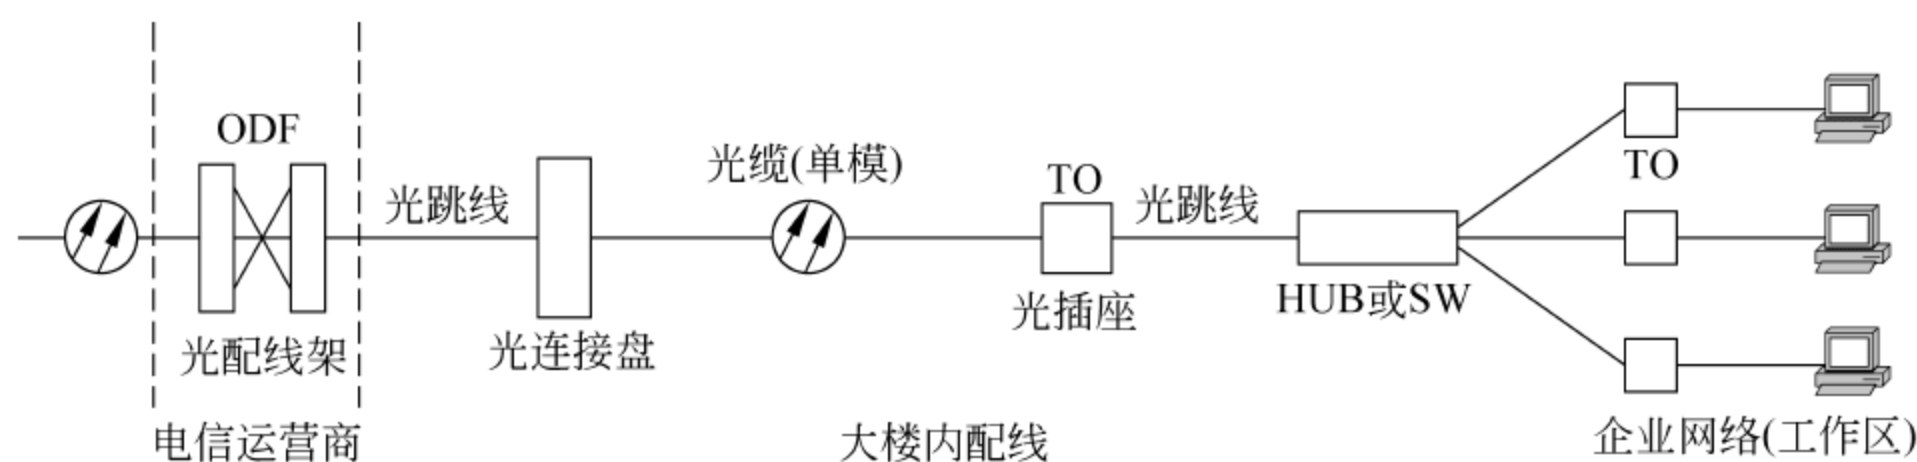 ODF
光配线架
电信运营商
光跳线
光连接盘
光缆(单模)
大楼内配线
TO
光插座
光跳线
HUB或SW
TO
企业网络(工作区)